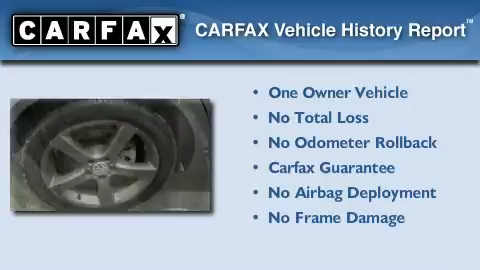 CARFAX® CARFAX Vehicle History Report™
• One Owner Vehicle
• No Total Loss
• No Odometer Rollback
• Carfax Guarantee
• No Airbag Deployment
• No Frame Damage